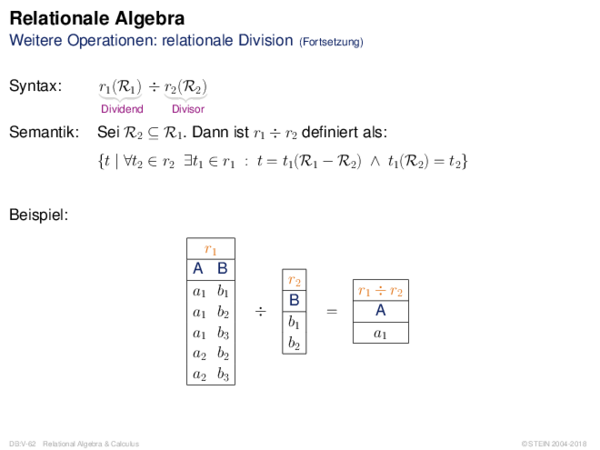 Relationale Algebra
Weitere Operationen: relationale Division (Fortsetzung)
Syntax: r₁(ℛ₁) ÷ r₂(ℛ₂)
Dividend Divisor
Semantik: Sei ℛ₂ ⊆ ℛ₁. Dann ist r₁ ÷ r₂ definiert als:
{t | ∀t₂ ∈ r₂ ∃t₁ ∈ r₁ : t = t₁(ℛ₁ − ℛ₂) ∧ t₁(ℛ₂) = t₂}
Beispiel:
r₁
A B
a₁ b₁
a₁ b₂
a₁ b₃
a₂ b₂
a₂ b₃
÷
r₂
B
b₁
b₂
=
r₁ ÷ r₂
A
a₁
DB:V-62 Relational Algebra & Calculus
© STEIN 2004-2018